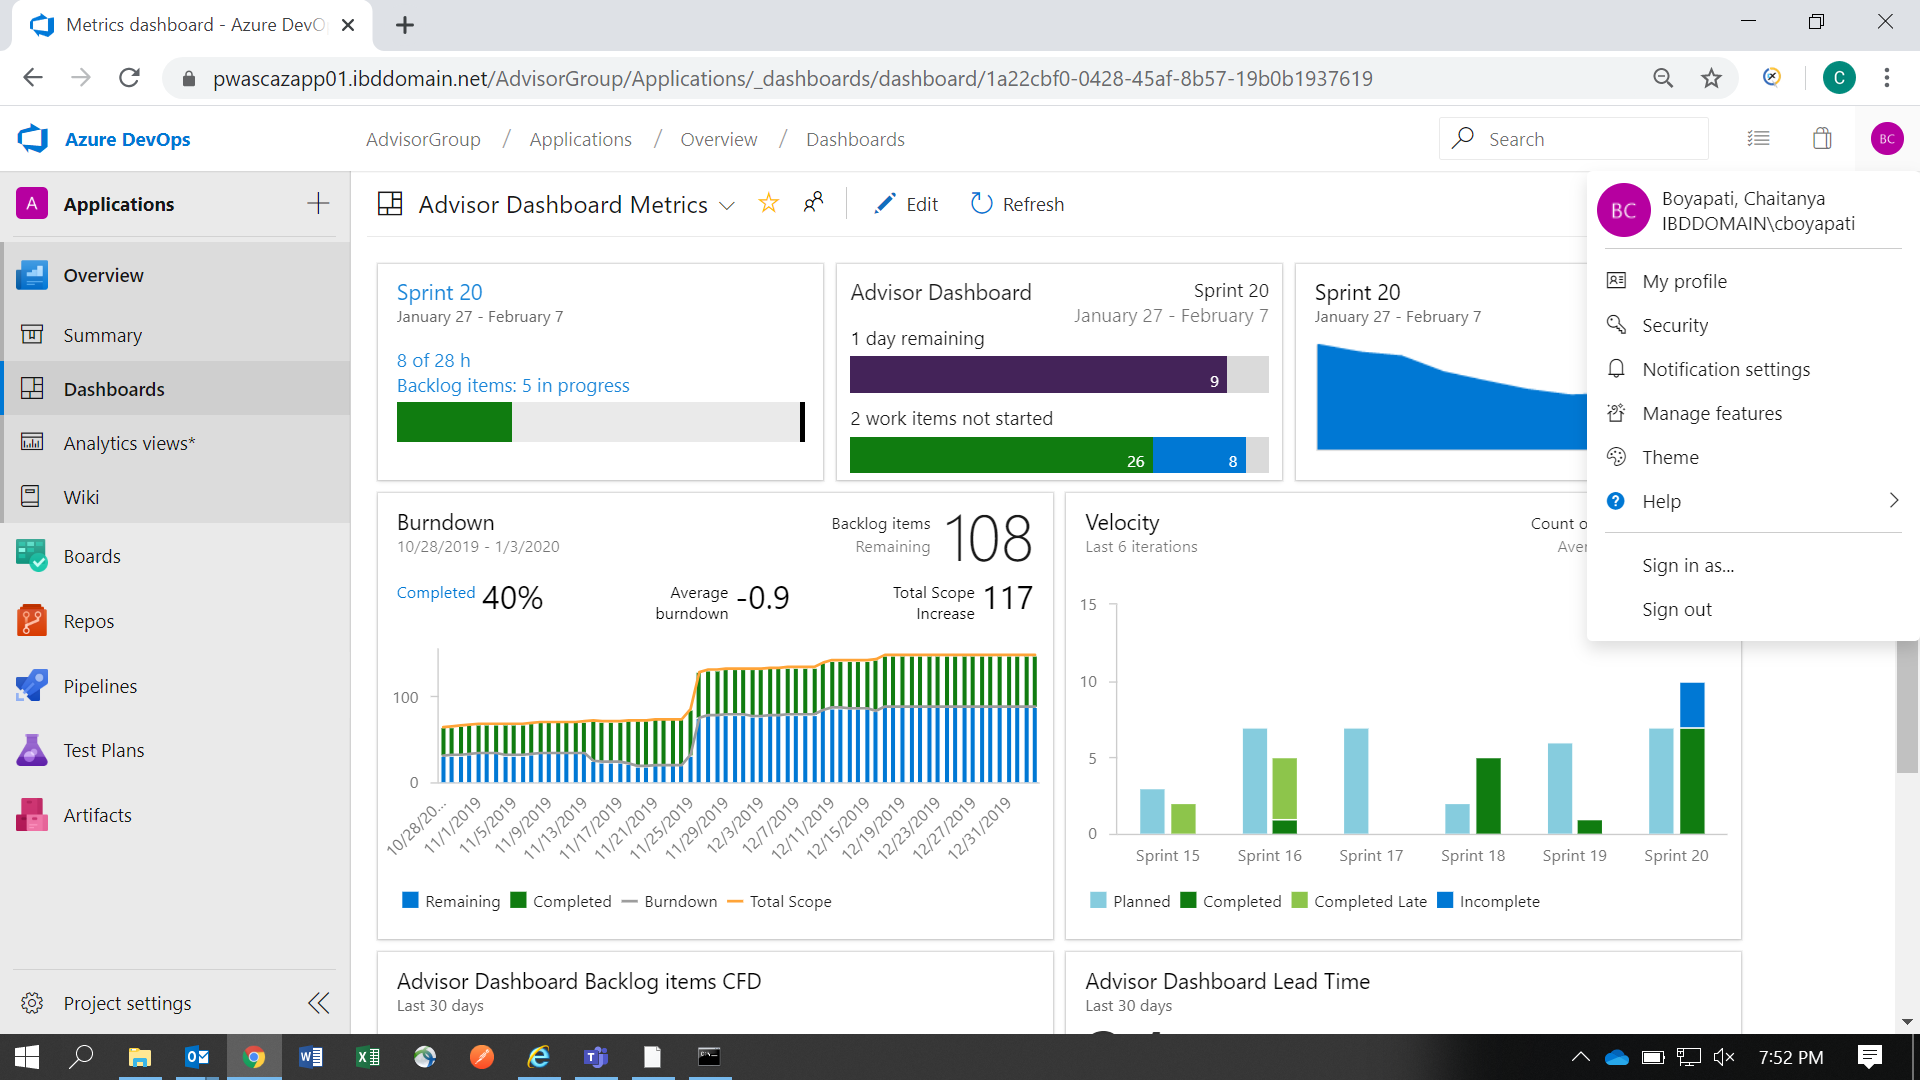 Metrics dashboard - Azure DevO
pwascazapp01.ibddomain.net/AdvisorGroup/Applications/_dashboards/dashboard/1a22cbf0-0428-45af-8b57-19b0b1937619
C
Azure DevOps
AdvisorGroup / Applications / Overview / Dashboards
Search
BC
A Applications
Overview
Summary
Dashboards
Analytics views*
Wiki
Boards
Repos
Pipelines
Test Plans
Artifacts
Project settings
Advisor Dashboard Metrics
Edit
Refresh
BC
Boyapati, Chaitanya
IBDDOMAIN\cboyapati
My profile
Security
Notification settings
Manage features
Theme
Help
Sign in as...
Sign out
Sprint 20
January 27 - February 7
8 of 28 h
Backlog items: 5 in progress
Advisor Dashboard
Sprint 20
January 27 - February 7
1 day remaining
9
2 work items not started
26 8
Sprint 20
January 27 - February 7
Burndown
10/28/2019 - 1/3/2020
Backlog items
Remaining
108
Completed 40%
Average
burndown
-0.9
Total Scope
Increase
117
100
0
10/28/20...
11/1/2019
11/5/2019
11/9/2019
11/13/2019
11/17/2019
11/21/2019
11/25/2019
11/29/2019
12/3/2019
12/7/2019
12/11/2019
12/15/2019
12/19/2019
12/23/2019
12/27/2019
12/31/2019
Remaining Completed Burndown Total Scope
Velocity
Last 6 iterations
Count o
Aver
15
10
5
0
Sprint 15 Sprint 16 Sprint 17 Sprint 18 Sprint 19 Sprint 20
Planned Completed Completed Late Incomplete
Advisor Dashboard Backlog items CFD
Last 30 days
Advisor Dashboard Lead Time
Last 30 days
7:52 PM